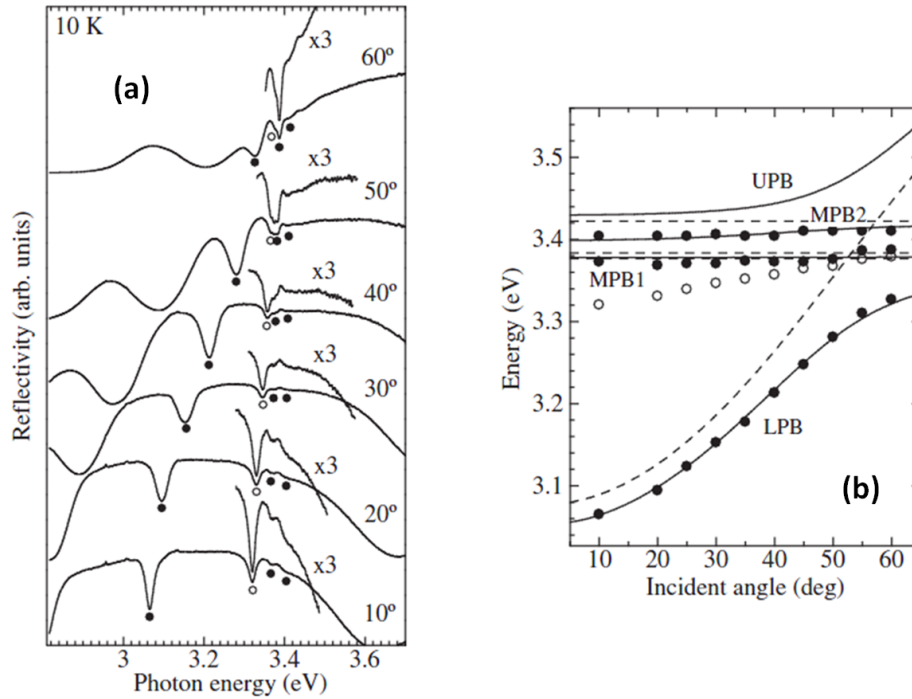 10 K
(a)
x3
60º
x3
50º
x3
40º
x3
30º
x3
20º
x3
10º
Reflectivity (arb. units)
3
3.2
3.4
3.6
Photon energy (eV)
3.5
3.4
3.3
3.2
3.1
Energy (eV)
UPB
MPB2
MPB1
LPB
(b)
10
20
30
40
50
60
Incident angle (deg)